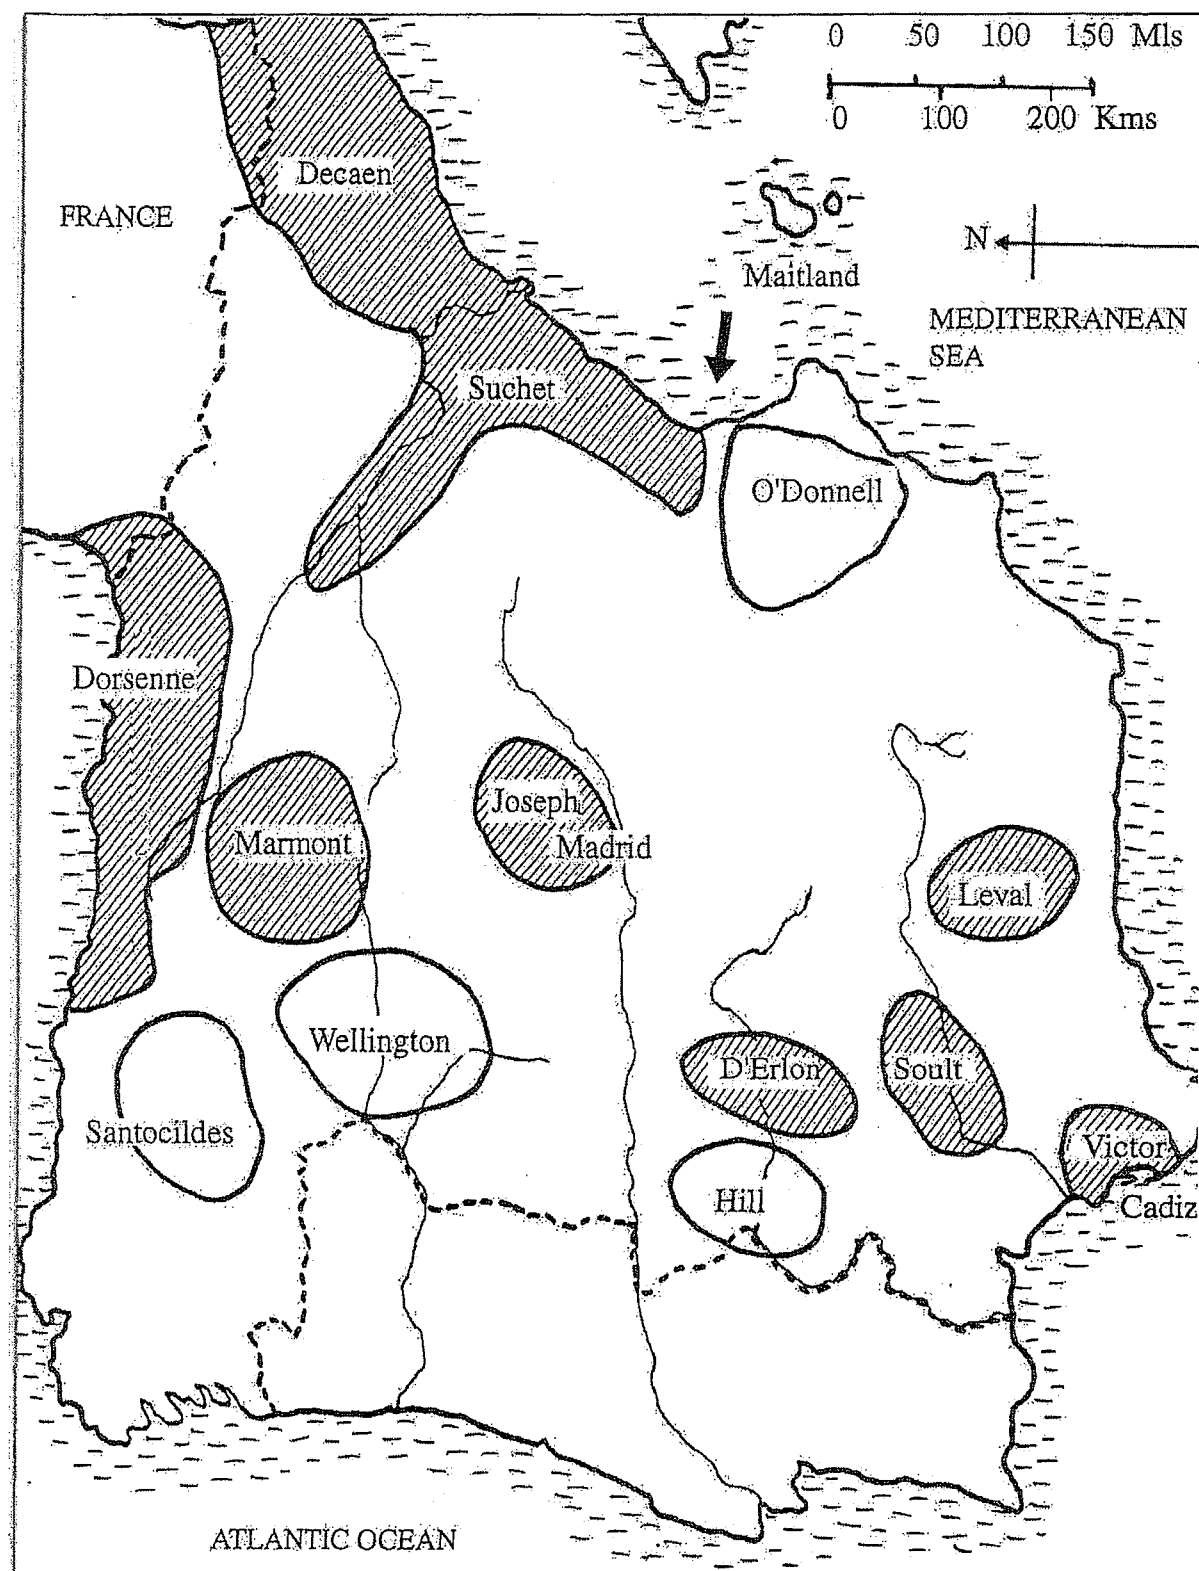 0 50 100 150 Mls
0 100 200 Kms
Decaen
FRANCE
N
Maitland
MEDITERRANEAN
SEA
Suchet
O'Donnell
Dorsenne
Joseph
Marmont
Madrid
Leval
Wellington
D'Erlon
Soult
Santocildes
Victor
Hill
Cadiz
ATLANTIC OCEAN